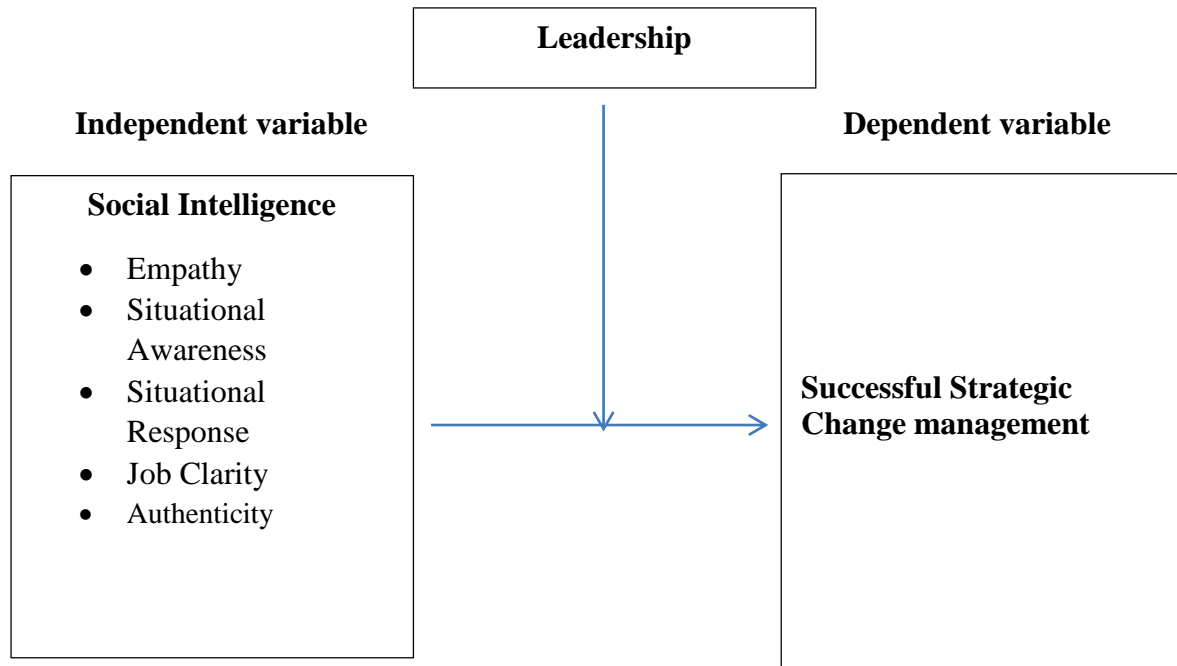 Leadership
Independent variable
Dependent variable
Social Intelligence
• Empathy
• Situational
Awareness
• Situational
Response
• Job Clarity
• Authenticity
Successful Strategic
Change management